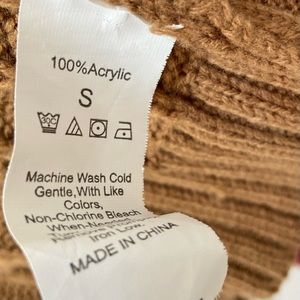 100%Acrylic
S
Machine Wash Cold
Gentle,With Like
Colors,
Non-Chlorine Bleach
When-Needed
Iron Low
MADE IN CHINA